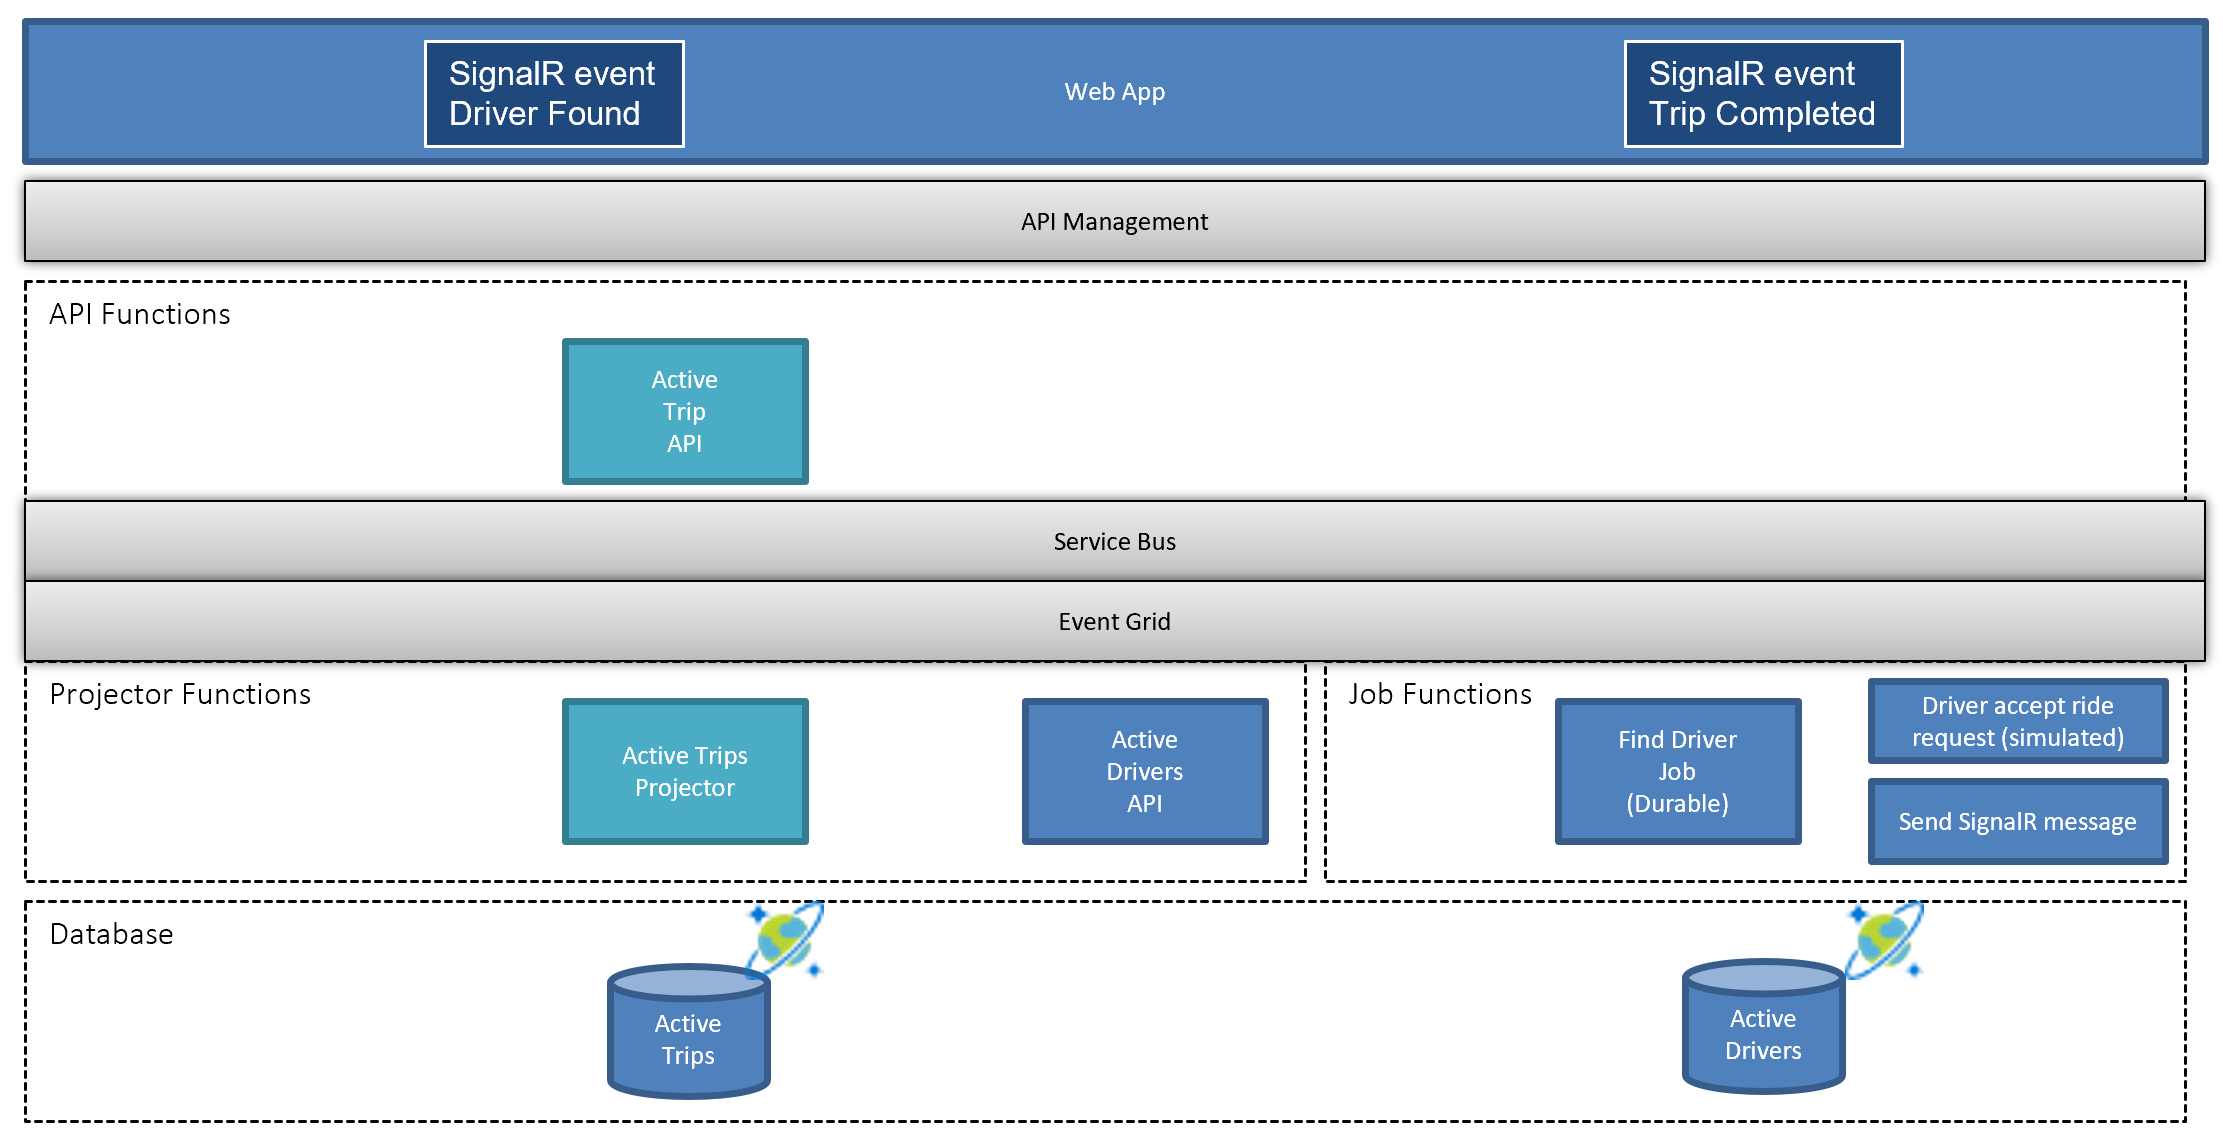 SignalR event
Driver Found
Web App
SignalR event
Trip Completed
API Management
API Functions
Active
Trip
API
Service Bus
Event Grid
Projector Functions
Active Trips
Projector
Active
Drivers
API
Job Functions
Find Driver
Job
(Durable)
Driver accept ride
request (simulated)
Send SignalR message
Database
Active
Trips
Active
Drivers